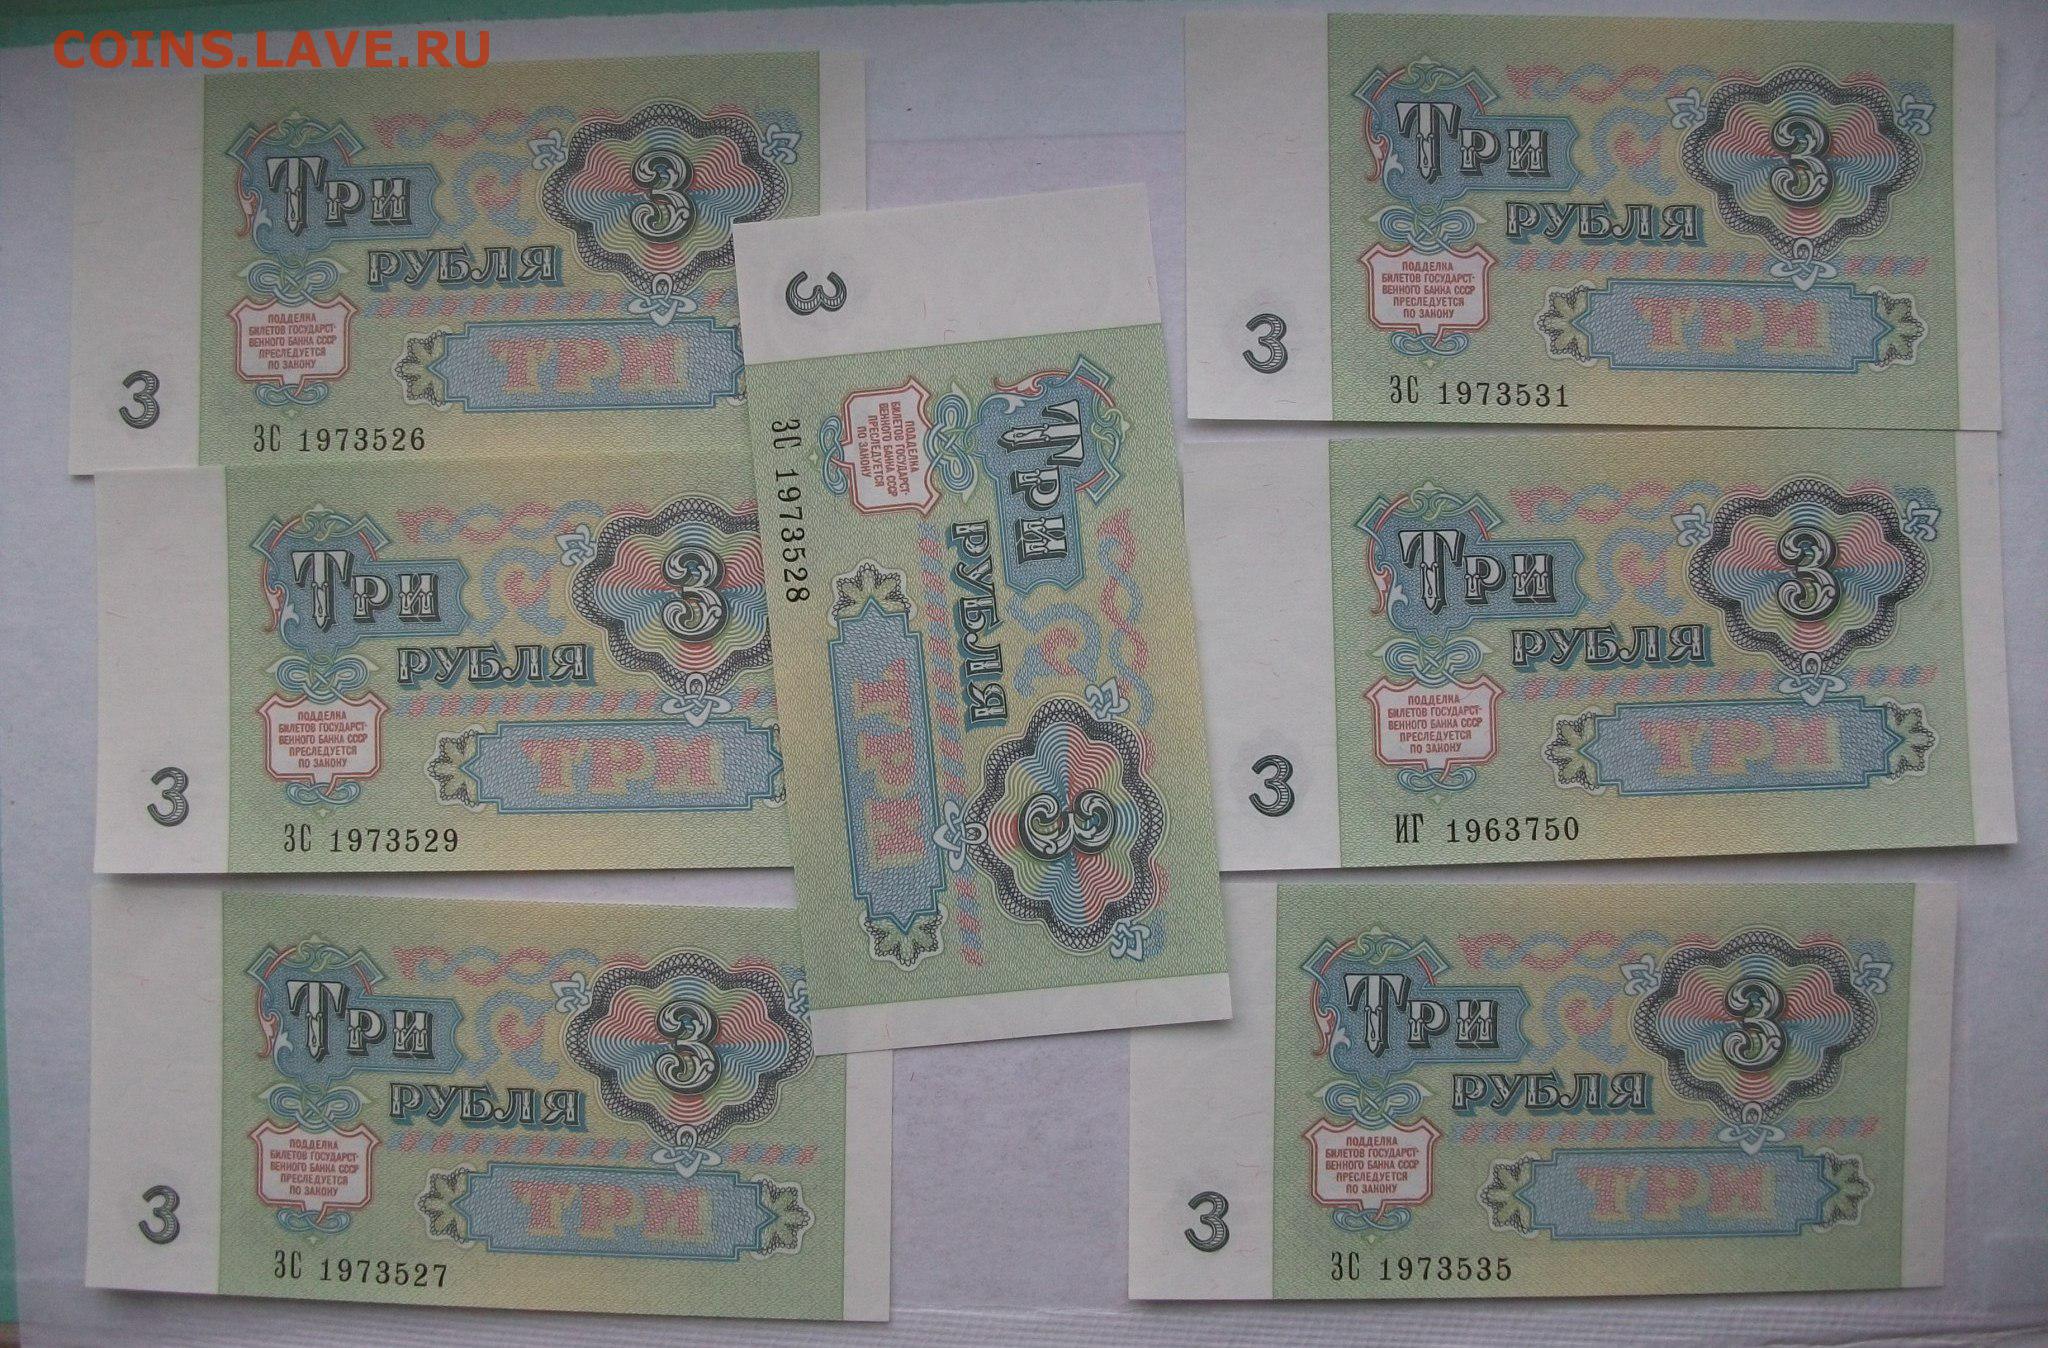 COINS.LAVE.RU
ТРИ
3
РУБЛЯ
ПОДДЕЛКА
БИЛЕТОВ ГОСУДАРСТ-
ВЕННОГО БАНКА СССР
ПРЕСЛЕДУЕТСЯ
ПО ЗАКОНУ
ТРИ
3
ЗС 1973526
ТРИ
3
РУБЛЯ
ПОДДЕЛКА
БИЛЕТОВ ГОСУДАРСТ-
ВЕННОГО БАНКА СССР
ПРЕСЛЕДУЕТСЯ
ПО ЗАКОНУ
ТРИ
3
ЗС 1973529
ТРИ
3
РУБЛЯ
ПОДДЕЛКА
БИЛЕТОВ ГОСУДАРСТ-
ВЕННОГО БАНКА СССР
ПРЕСЛЕДУЕТСЯ
ПО ЗАКОНУ
ТРИ
3
ЗС 1973527
ТРИ
3
РУБЛЯ
ПОДДЕЛКА
БИЛЕТОВ ГОСУДАРСТ-
ВЕННОГО БАНКА СССР
ПРЕСЛЕДУЕТСЯ
ПО ЗАКОНУ
ТРИ
3
ЗС 1973528
ТРИ
3
РУБЛЯ
ПОДДЕЛКА
БИЛЕТОВ ГОСУДАРСТ-
ВЕННОГО БАНКА СССР
ПРЕСЛЕДУЕТСЯ
ПО ЗАКОНУ
ТРИ
3
ЗС 1973531
ТРИ
3
РУБЛЯ
ПОДДЕЛКА
БИЛЕТОВ ГОСУДАРСТ-
ВЕННОГО БАНКА СССР
ПРЕСЛЕДУЕТСЯ
ПО ЗАКОНУ
ТРИ
3
ИГ 1963750
ТРИ
3
РУБЛЯ
ПОДДЕЛКА
БИЛЕТОВ ГОСУДАРСТ-
ВЕННОГО БАНКА СССР
ПРЕСЛЕДУЕТСЯ
ПО ЗАКОНУ
ТРИ
3
ЗС 1973535